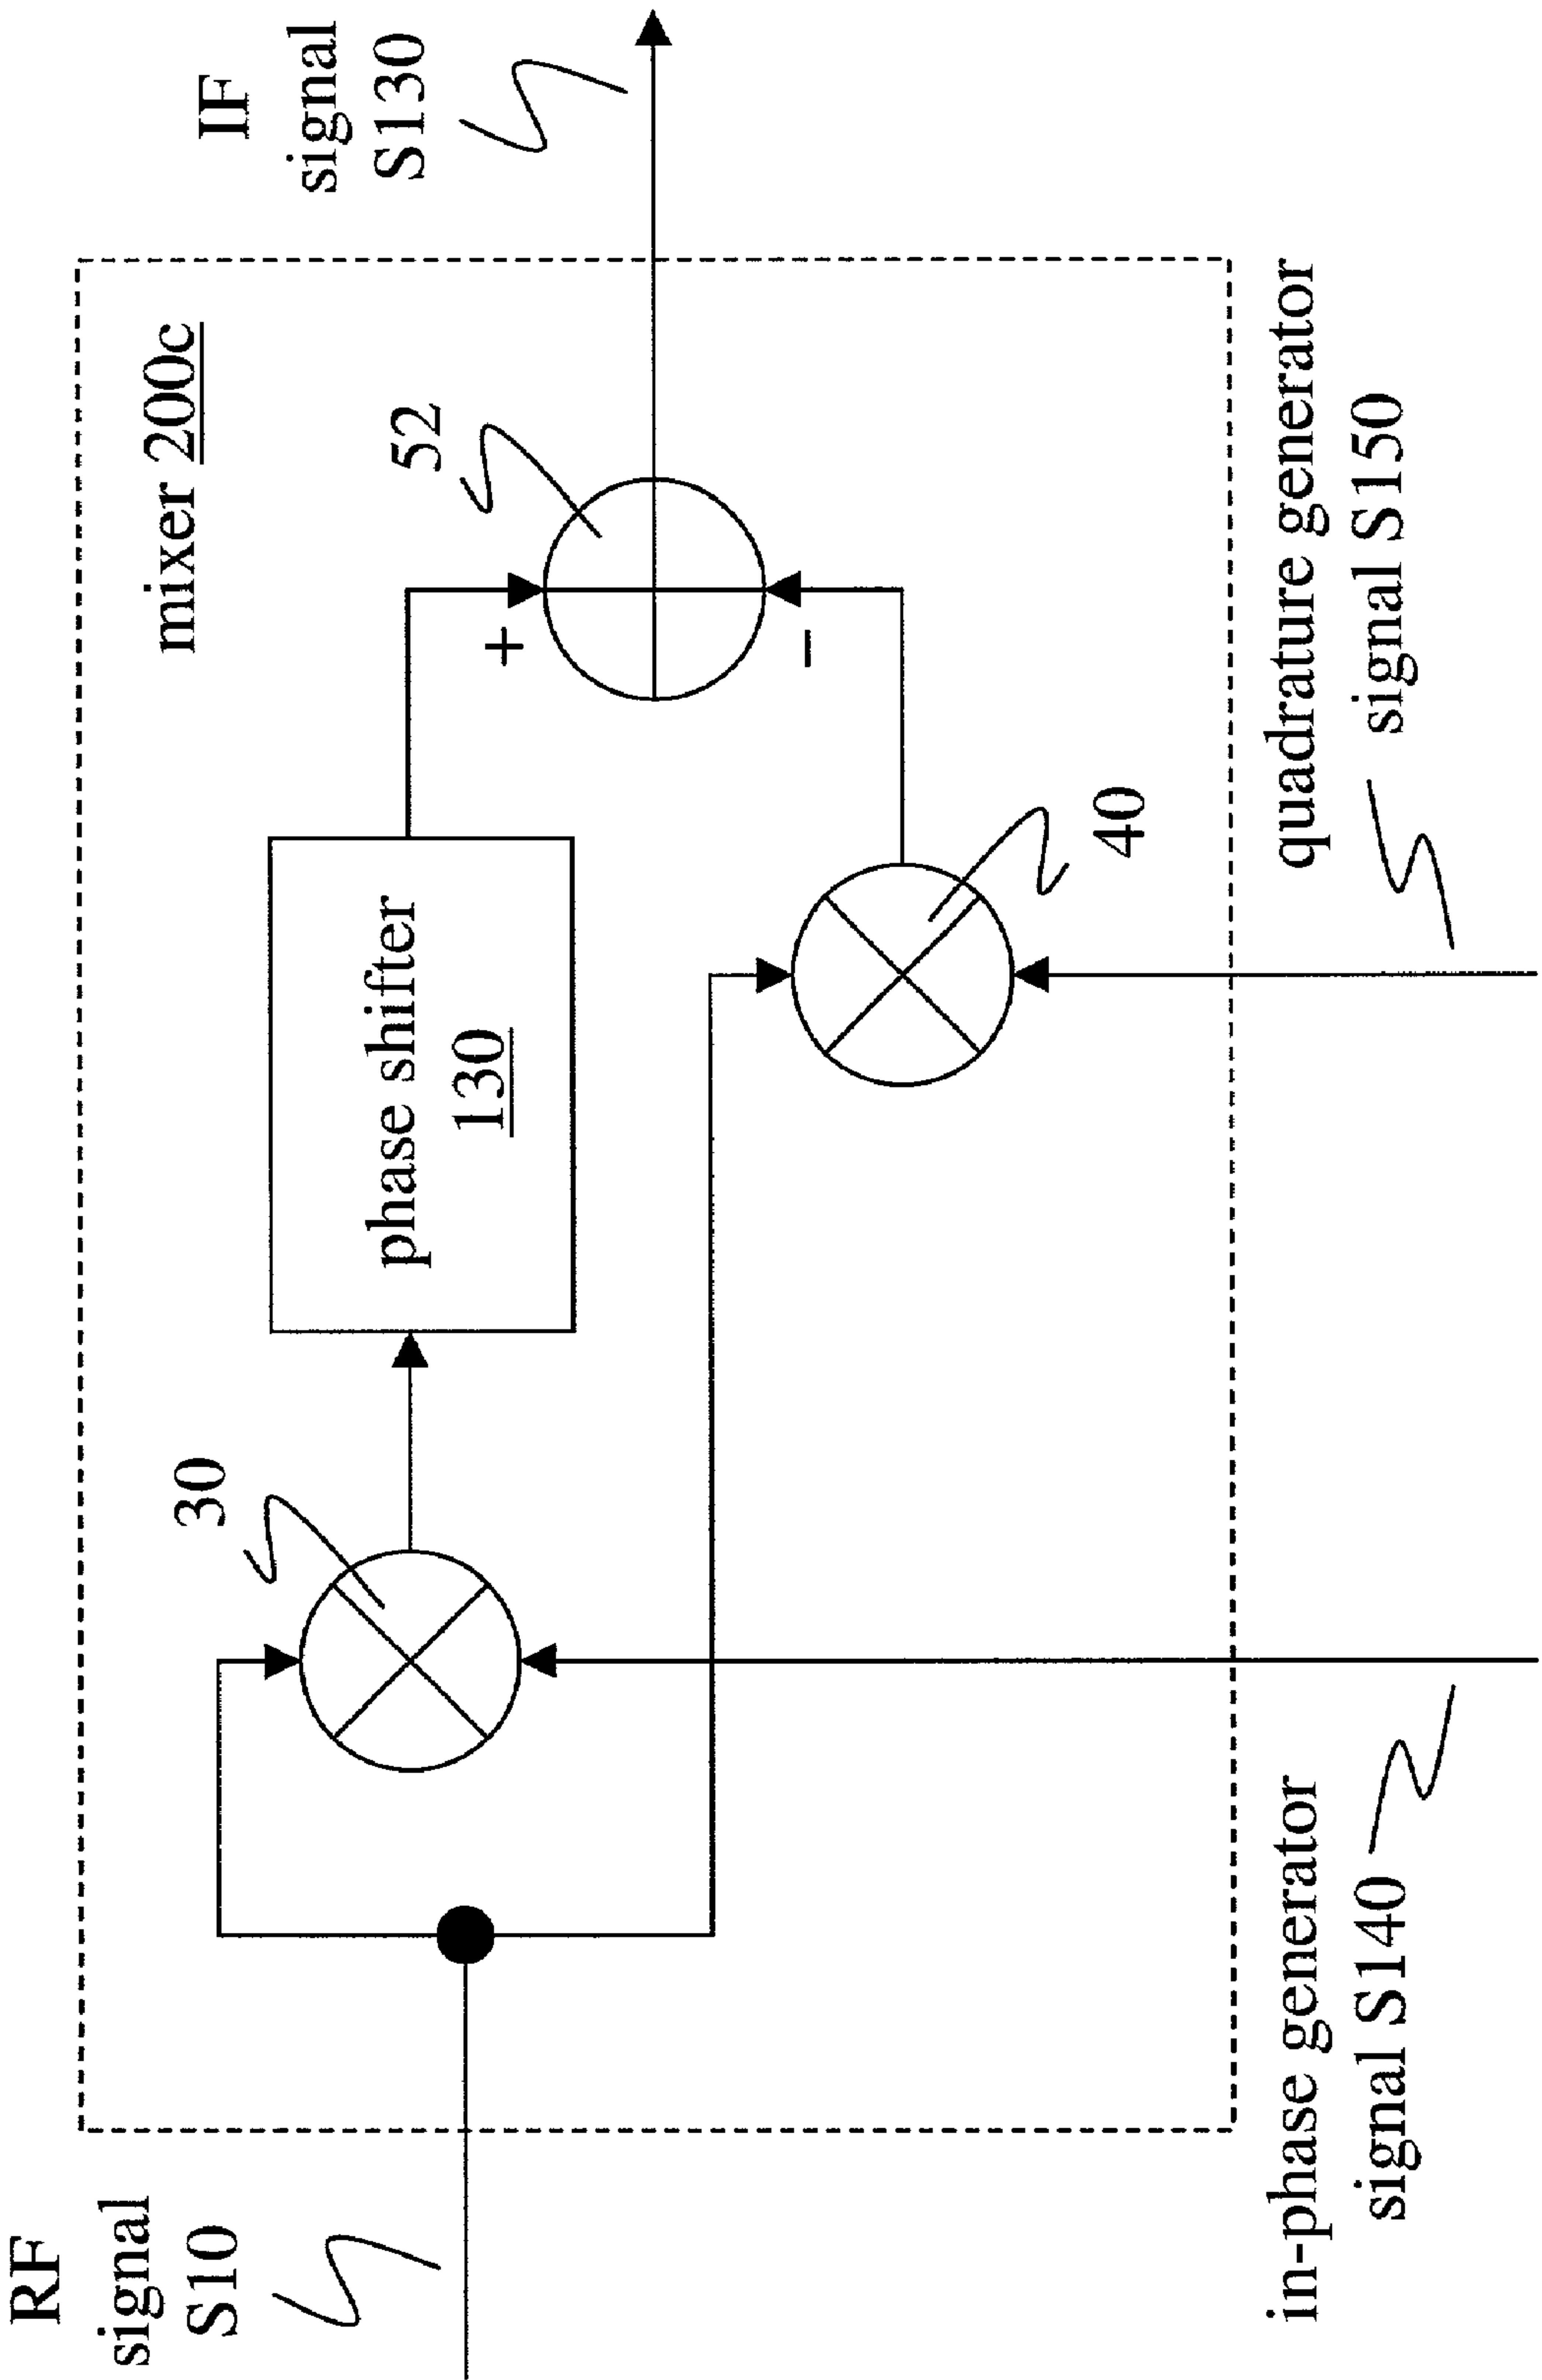 RF
signal
S10
IF
signal
S130
mixer 200c
30
phase shifter
130
52
+
−
40
in-phase generator
signal S140
quadrature generator
signal S150